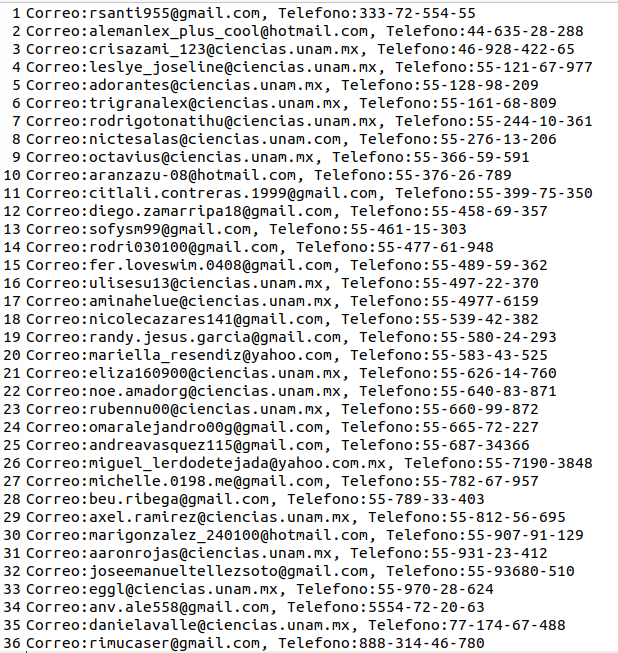 1 Correo:rsanti955@gmail.com, Telefono:333-72-554-55
2 Correo:alemanlex_plus_cool@hotmail.com, Telefono:44-635-28-288
3 Correo:crisazami_123@ciencias.unam.mx, Telefono:46-928-422-65
4 Correo:leslye_joseline@ciencias.unam.mx, Telefono:55-121-67-977
5 Correo:adorantes@ciencias.unam.mx, Telefono:55-128-98-209
6 Correo:trigranalex@ciencias.unam.mx, Telefono:55-161-68-809
7 Correo:rodrigotonatihu@ciencias.unam.mx, Telefono:55-244-10-361
8 Correo:nictesalas@ciencias.unam.com, Telefono:55-276-13-206
9 Correo:octavius@ciencias.unam.mx, Telefono:55-366-59-591
10 Correo:aranzazu-08@hotmail.com, Telefono:55-376-26-789
11 Correo:citlali.contreras.1999@gmail.com, Telefono:55-399-75-350
12 Correo:diego.zamarripa18@gmail.com, Telefono:55-458-69-357
13 Correo:sofysm99@gmail.com, Telefono:55-461-15-303
14 Correo:rodri030100@gmail.com, Telefono:55-477-61-948
15 Correo:fer.loveswim.0408@gmail.com, Telefono:55-489-59-362
16 Correo:ulisesu13@ciencias.unam.mx, Telefono:55-497-22-370
17 Correo:aminahelue@ciencias.unam.mx, Telefono:55-4977-6159
18 Correo:nicolecazares141@gmail.com, Telefono:55-539-42-382
19 Correo:randy.jesus.garcia@gmail.com, Telefono:55-580-24-293
20 Correo:mariella_resendiz@yahoo.com, Telefono:55-583-43-525
21 Correo:eliza160900@ciencias.unam.mx, Telefono:55-626-14-760
22 Correo:noe.amadorg@ciencias.unam.mx, Telefono:55-640-83-871
23 Correo:rubennu00@ciencias.unam.mx, Telefono:55-660-99-872
24 Correo:omaralejandro00g@gmail.com, Telefono:55-665-72-227
25 Correo:andreavasquez115@gmail.com, Telefono:55-687-34366
26 Correo:miguel_lerdodetejada@yahoo.com.mx, Telefono:55-7190-3848
27 Correo:michelle.0198.me@gmail.com, Telefono:55-782-67-957
28 Correo:beu.ribega@gmail.com, Telefono:55-789-33-403
29 Correo:axel.ramirez@ciencias.unam.mx, Telefono:55-812-56-695
30 Correo:marigonzalez_240100@hotmail.com, Telefono:55-907-91-129
31 Correo:aaronrojas@ciencias.unam.mx, Telefono:55-931-23-412
32 Correo:joseemanueltellezsoto@gmail.com, Telefono:55-93680-510
33 Correo:eggl@ciencias.unam.mx, Telefono:55-970-28-624
34 Correo:anv.ale558@gmail.com, Telefono:5554-72-20-63
35 Correo:danielavalle@ciencias.unam.mx, Telefono:77-174-67-488
36 Correo:rimucaser@gmail.com, Telefono:888-314-46-780